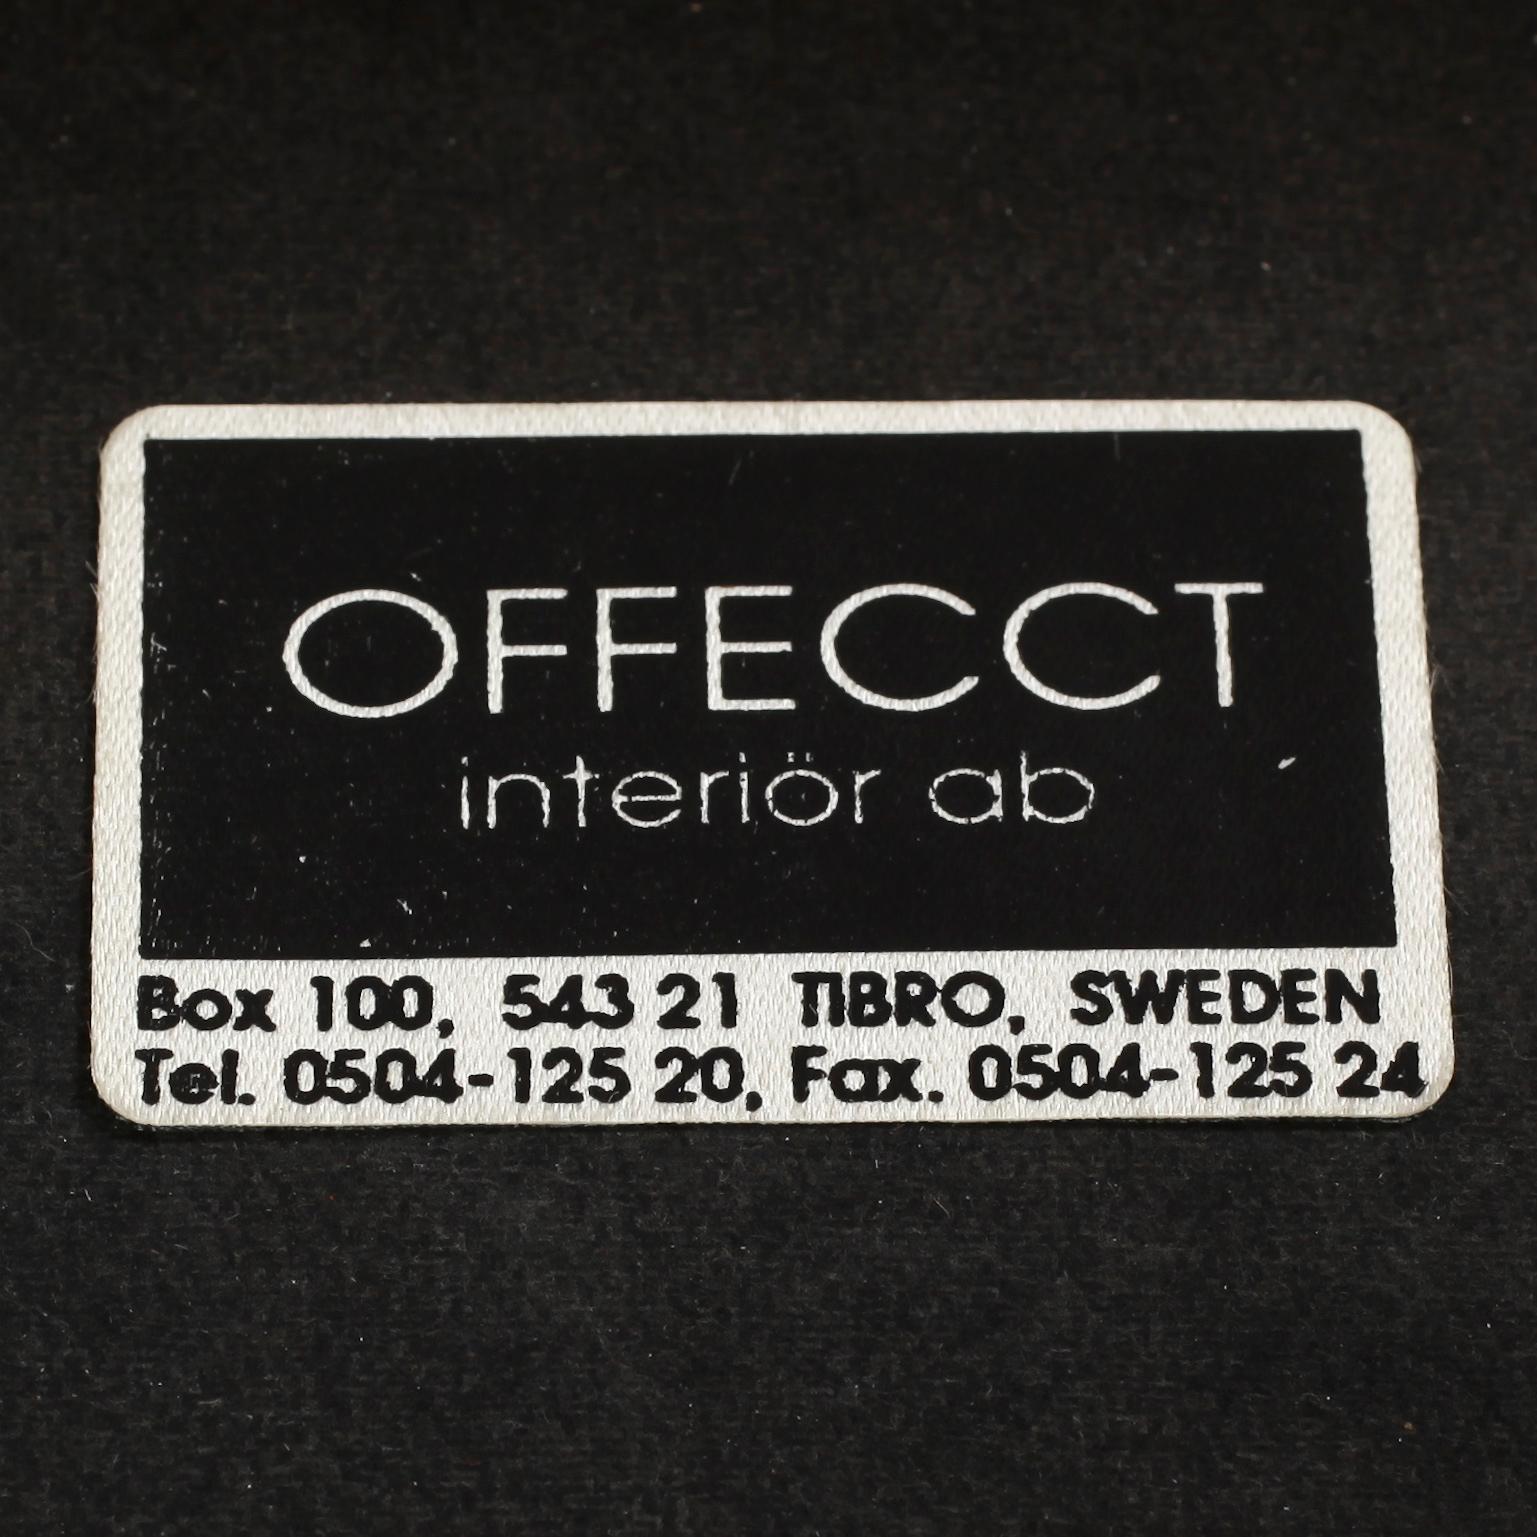 OFFECCT
interiör ab
Box 100, 543 21 TIBRO, SWEDEN
Tel. 0504-125 20, Fax. 0504-125 24